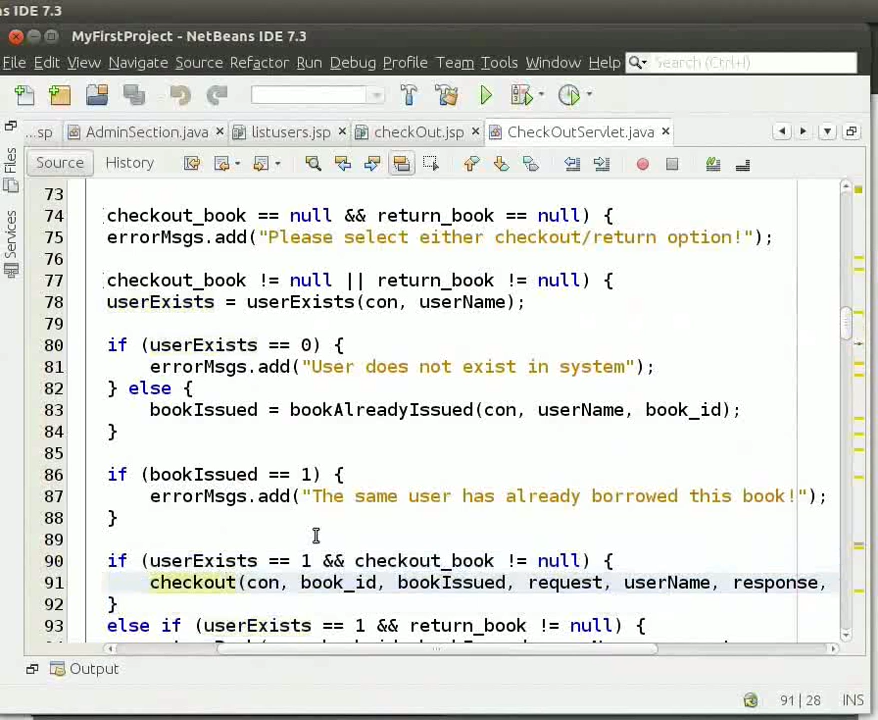 s IDE 7.3
MyFirstProject - NetBeans IDE 7.3
File Edit View Navigate Source Refactor Run Debug Profile Team Tools Window Help Search (Ctrl+I)
...sp AdminSection.java listusers.jsp checkOut.jsp CheckOutServlet.java
Source History
Files
Services
73
74 checkout_book == null && return_book == null) {
75 errorMsgs.add("Please select either checkout/return option!");
76
77 checkout_book != null || return_book != null) {
78 userExists = userExists(con, userName);
79
80 if (userExists == 0) {
81 errorMsgs.add("User does not exist in system");
82 } else {
83 bookIssued = bookAlreadyIssued(con, userName, book_id);
84 }
85
86 if (bookIssued == 1) {
87 errorMsgs.add("The same user has already borrowed this book!");
88 }
89
90 if (userExists == 1 && checkout_book != null) {
91 checkout(con, book_id, bookIssued, request, userName, response,
92 }
93 else if (userExists == 1 && return_book != null) {
Output
91 | 28 INS